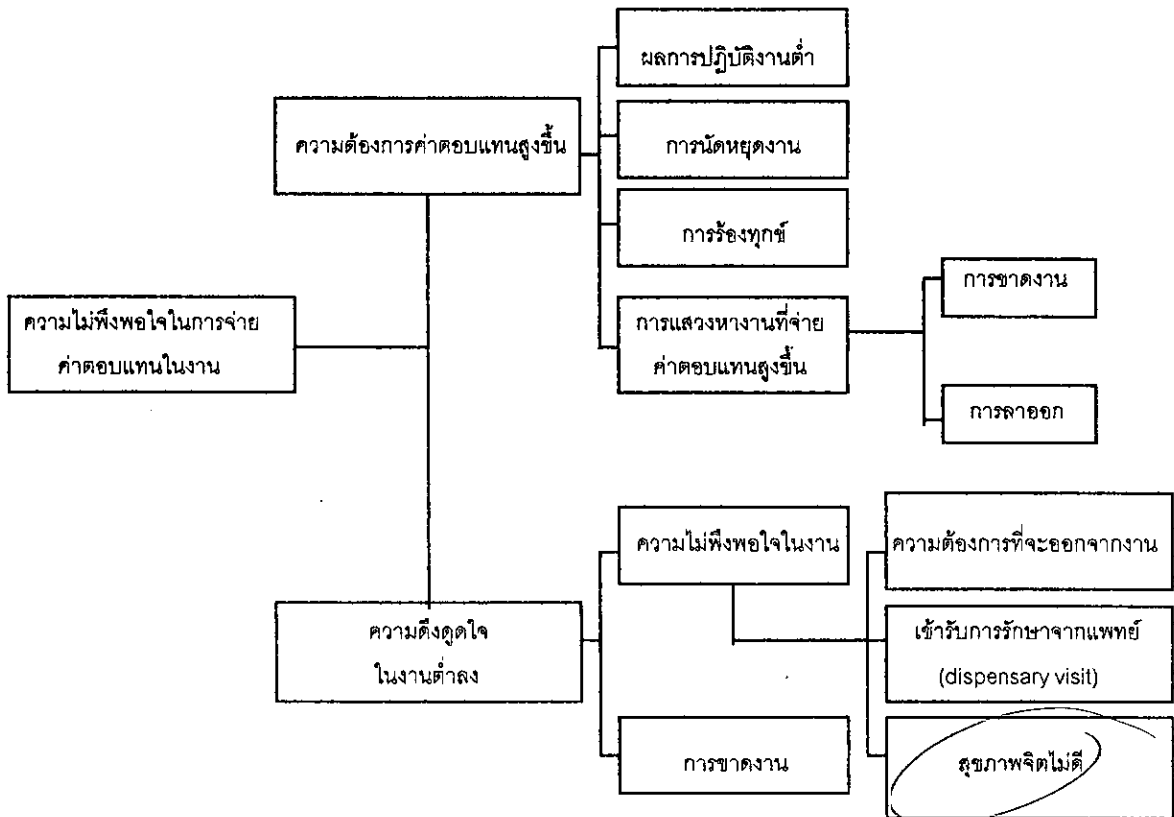 ผลการปฏิบัติงานต่ำ
ความต้องการค่าตอบแทนสูงขึ้น
การนัดหยุดงาน
การร้องทุกข์
การขาดงาน
ความไม่พึงพอใจในการจ่าย
ค่าตอบแทนในงาน
การแสวงหางานที่จ่าย
ค่าตอบแทนสูงขึ้น
การลาออก
ความไม่พึงพอใจในงาน
ความต้องการที่จะออกจากงาน
ความดึงดูดใจ
ในงานต่ำลง
เข้ารับการรักษาจากแพทย์
(dispensary visit)
การขาดงาน
สุขภาพจิตไม่ดี